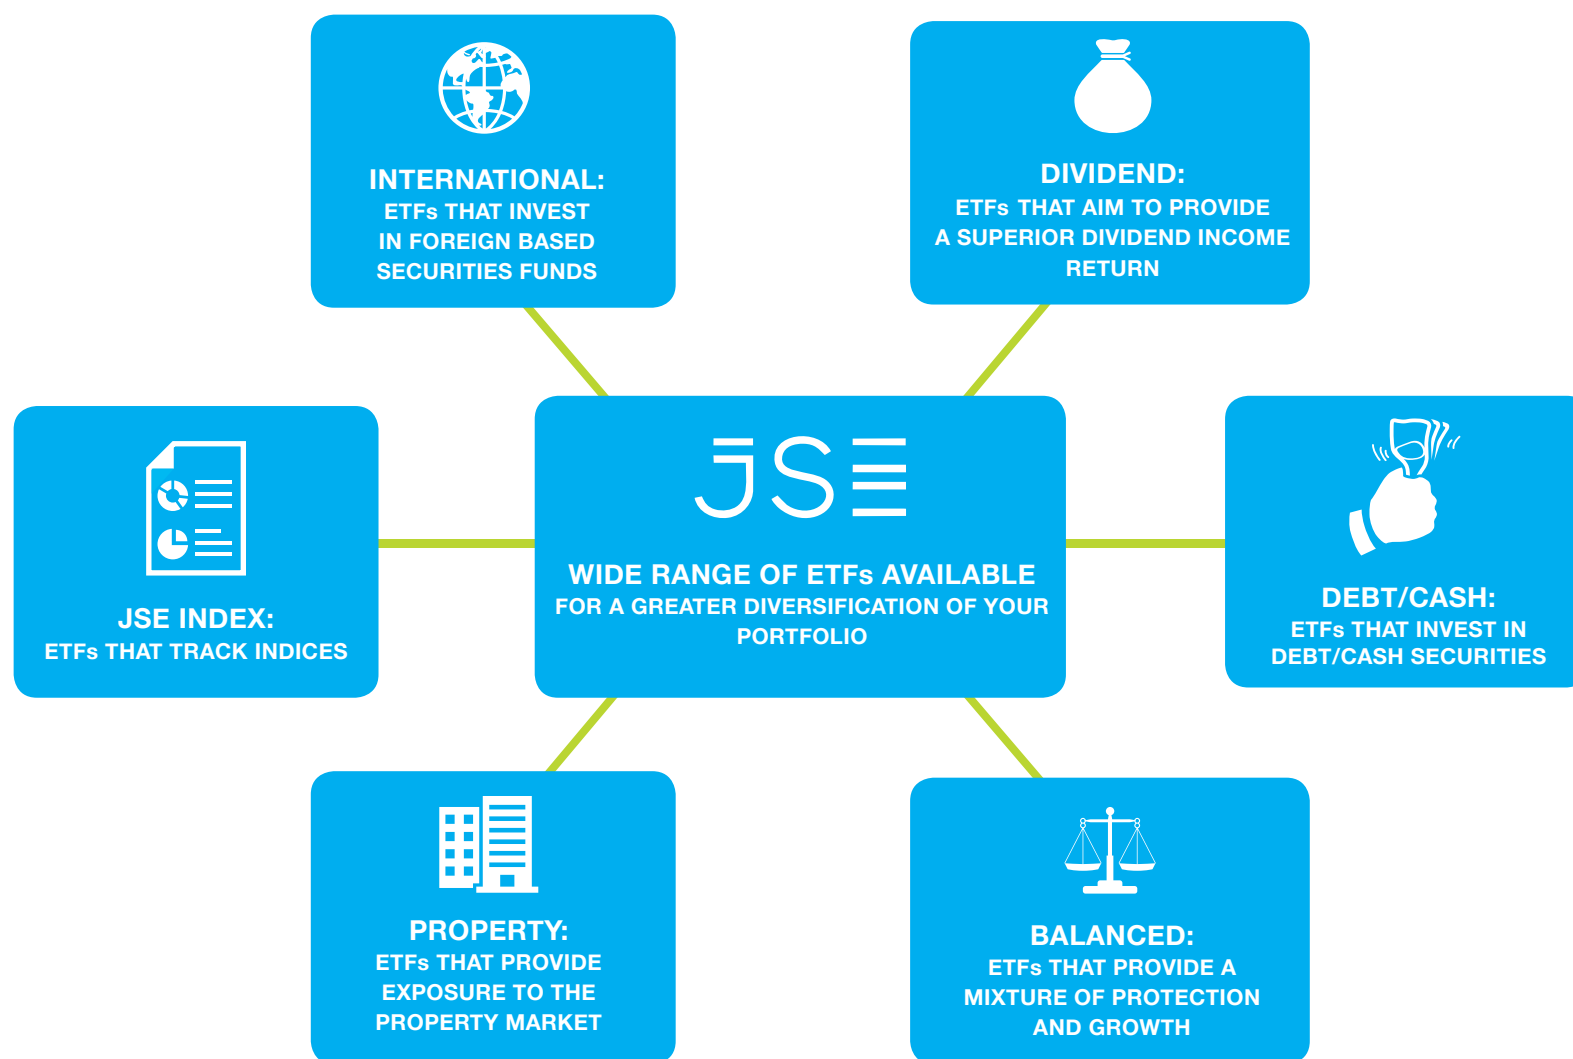 INTERNATIONAL:
ETFs THAT INVEST
IN FOREIGN BASED
SECURITIES FUNDS
DIVIDEND:
ETFs THAT AIM TO PROVIDE
A SUPERIOR DIVIDEND INCOME
RETURN
JSE INDEX:
ETFs THAT TRACK INDICES
JSE
WIDE RANGE OF ETFs AVAILABLE
FOR A GREATER DIVERSIFICATION OF YOUR
PORTFOLIO
DEBT/CASH:
ETFs THAT INVEST IN
DEBT/CASH SECURITIES
PROPERTY:
ETFs THAT PROVIDE
EXPOSURE TO THE
PROPERTY MARKET
BALANCED:
ETFs THAT PROVIDE A
MIXTURE OF PROTECTION
AND GROWTH